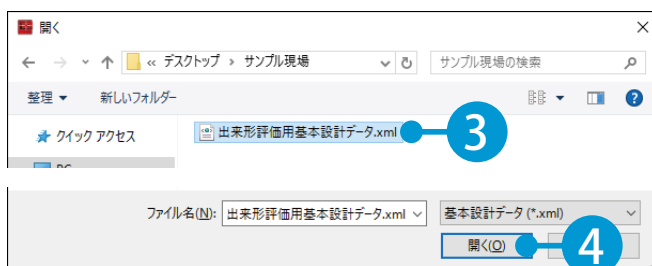 開く
« デスクトップ › サンプル現場
サンプル現場の検索
整理 ▼ 新しいフォルダー
クイック アクセス
出来形評価用基本設計データ.xml
3
ファイル名(N): 出来形評価用基本設計データ.xml
基本設計データ (*.xml)
開く(O)
4